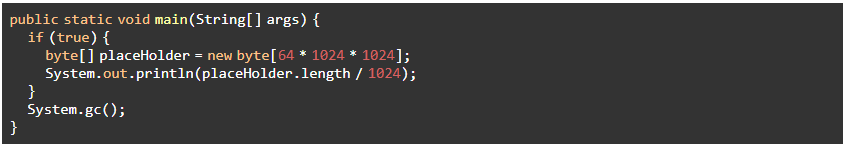 public static void main(String[] args) {
  if (true) {
    byte[] placeHolder = new byte[64 * 1024 * 1024];
    System.out.println(placeHolder.length / 1024);
  }
  System.gc();
}